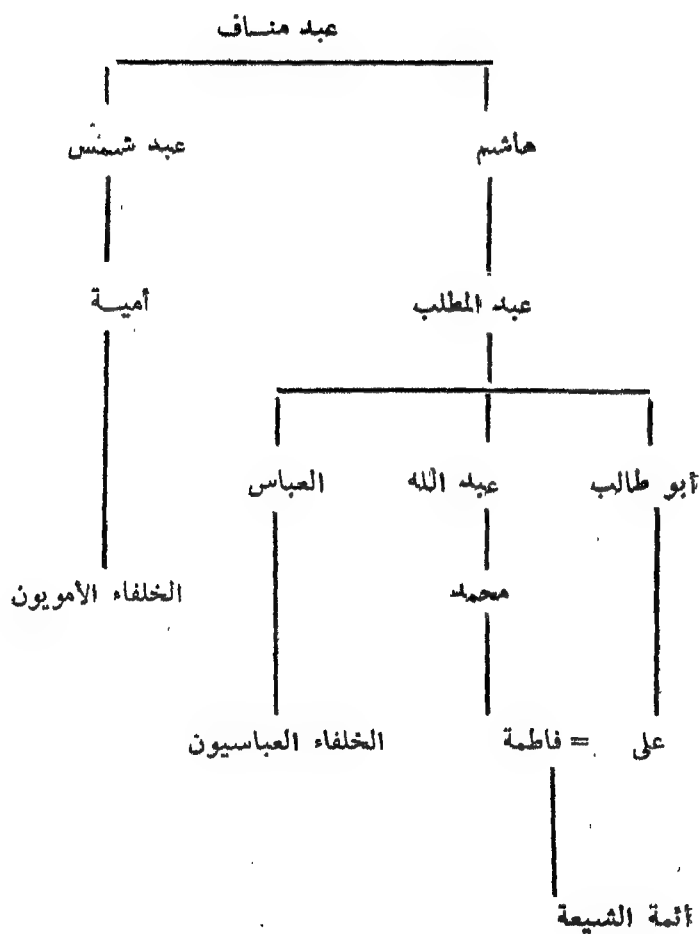 عبد منـاف
هاشم عبد شمس
عبد المطلب أميـة
أبو طالب عبد الله العباس
محمد الخلفاء الأمويون
على = فاطمة الخلفاء العباسيون
أئمة الشيعة